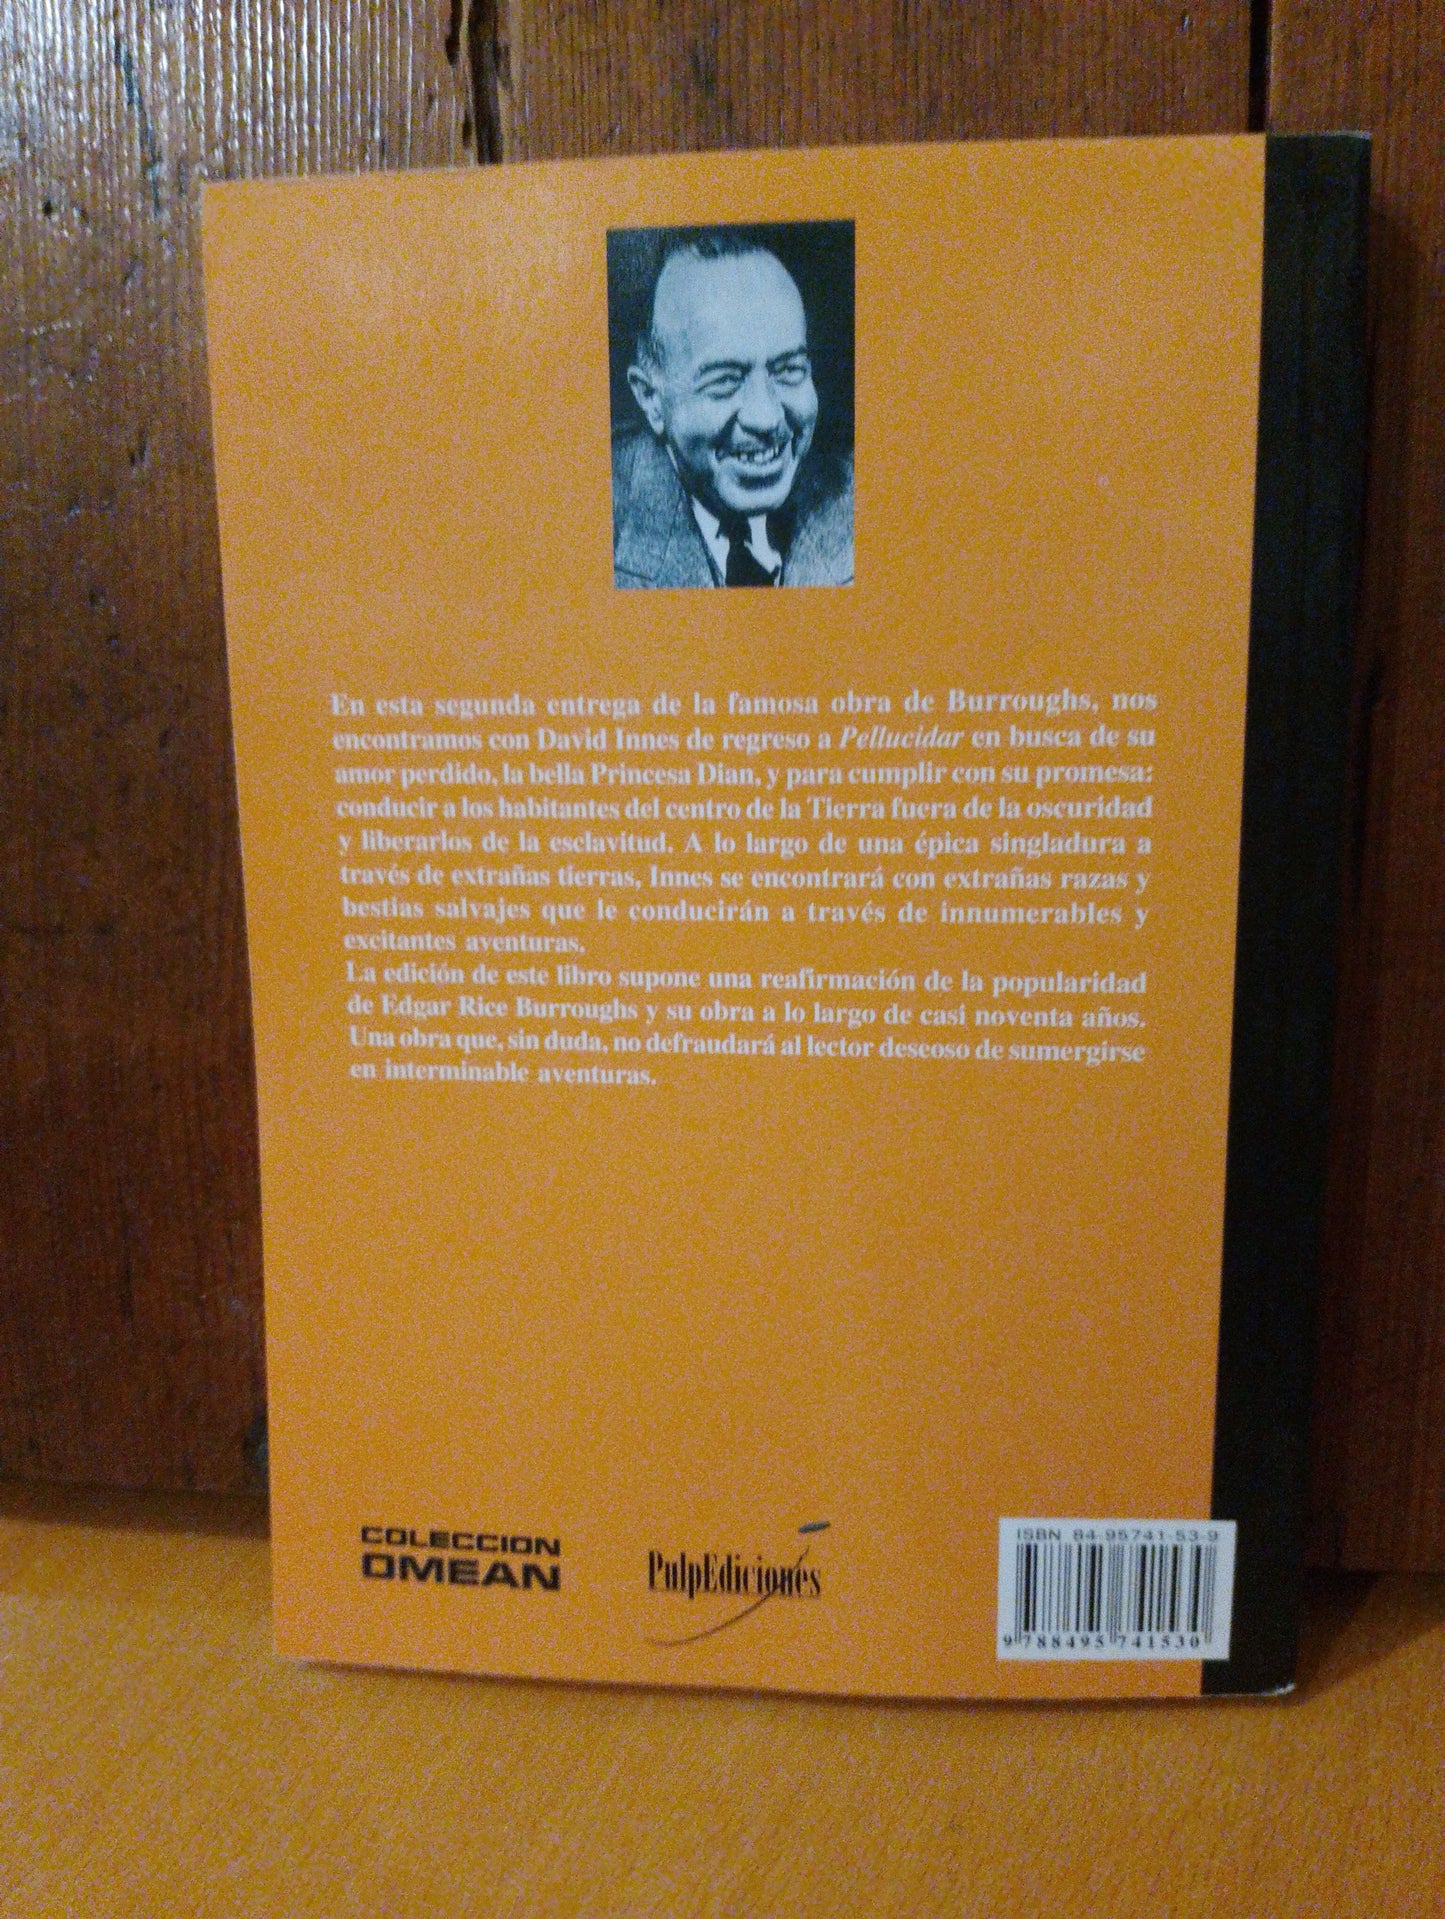 En esta segunda entrega de la famosa obra de Burroughs, nos
encontramos con David Innes de regreso a Pellucidar en busca de su
amor perdido, la bella Princesa Dian, y para cumplir con su promesa:
conducir a los habitantes del centro de la Tierra fuera de la oscuridad
y liberarlos de la esclavitud. A lo largo de una épica singladura a
través de extrañas tierras, Innes se encontrará con extrañas razas y
bestias salvajes que le conducirán a través de innumerables y
excitantes aventuras.
La edición de este libro supone una reafirmación de la popularidad
de Edgar Rice Burroughs y su obra a lo largo de casi noventa años.
Una obra que, sin duda, no defraudará al lector deseoso de sumergirse
en interminable aventuras.
COLECCION
OMEAN
PulpEdiciones
ISBN 84-95741-53-9
9 788495 741530